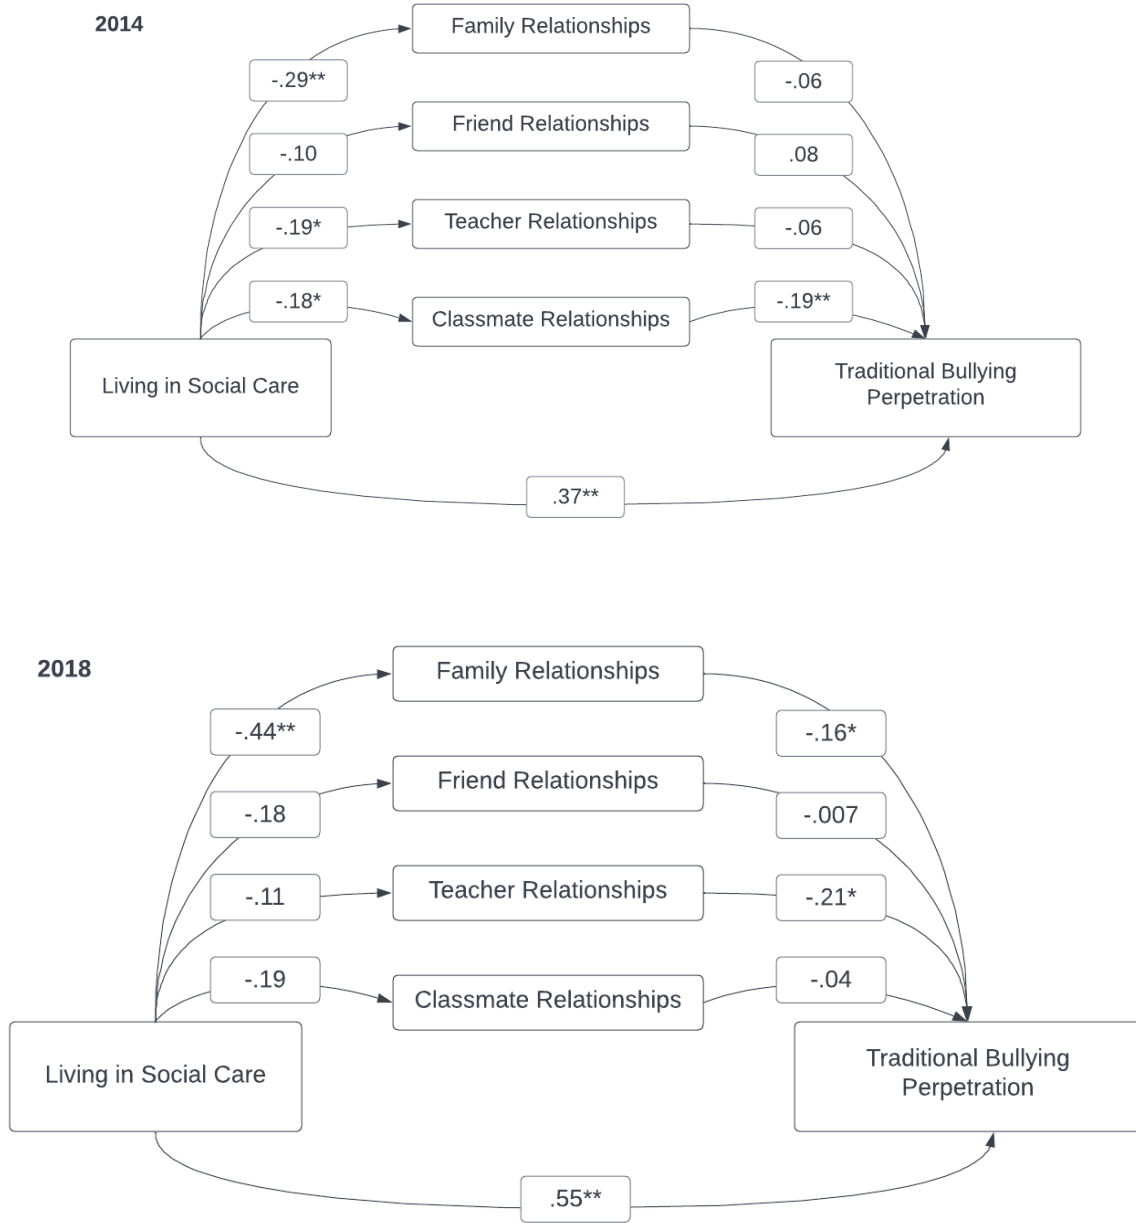 2014
Family Relationships
-.29**
-.06
Friend Relationships
-.10
.08
Teacher Relationships
-.19*
-.06
Classmate Relationships
-.18*
-.19**
Living in Social Care
Traditional Bullying
Perpetration
.37**
2018
Family Relationships
-.44**
-.16*
Friend Relationships
-.18
-.007
Teacher Relationships
-.11
-.21*
Classmate Relationships
-.19
-.04
Living in Social Care
Traditional Bullying
Perpetration
.55**